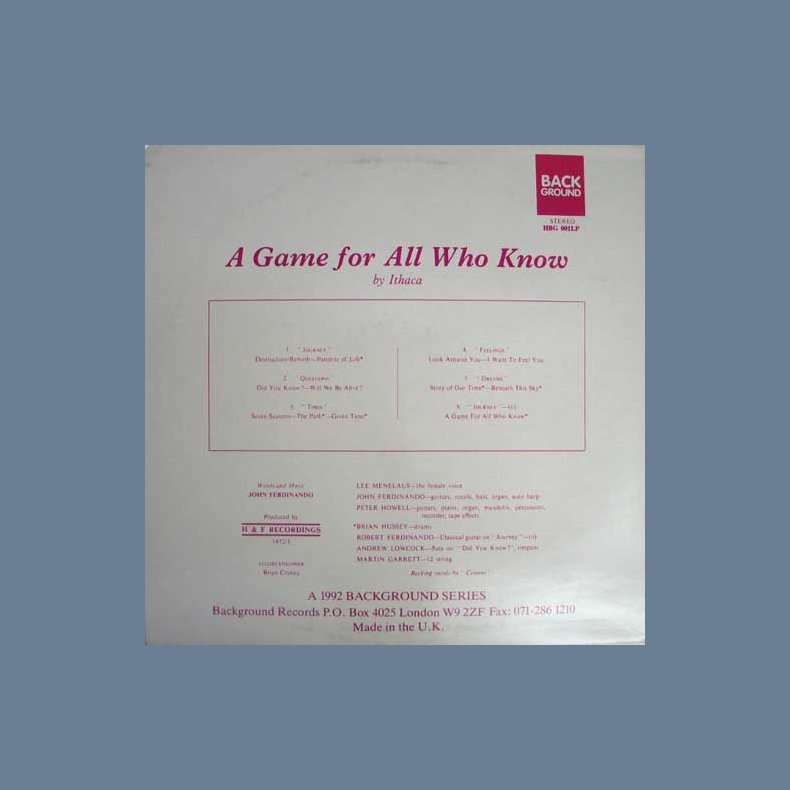 BACK
GROUND
STEREO
HBG 001LP
A Game for All Who Know
by Ithaca
1 "JOURNEY"
Destruction-Rebirth—Patterns of Life*
2 "QUESTIONS"
Did You Know?—Will We Be Alive?
3 "TIMES"
Seven Seasons—The Path*—Given Time*
4 "FEELINGS"
Look Around You—I Want To Feel You
5 "DREAMS"
Story of Our Time*—Beneath This Sky*
6 "JOURNEY"—(ii)
A Game For All Who Know*
Words and Music
JOHN FERDINANDO
Produced by
H & F RECORDINGS
1972/3
Brian
LEE MENELAUS—the female voice
JOHN FERDINANDO—guitars, vocals, bass, organ, auto harp
PETER HOWELL—guitars, piano, organ, mandolin, percussion,
recorder, tape effects
*BRIAN HUSSEY—drums
ROBERT FERDINANDO—Classical guitar on "Journey"—(ii)
ANDREW LOWCOCK—flute on "Did You Know?", timpani
MARTIN GARRETT—12 string
Backing vocals by
A 1992 BACKGROUND SERIES
Background Records P.O. Box 4025 London W9 2ZF Fax: 071-286 1210
Made in the U.K.